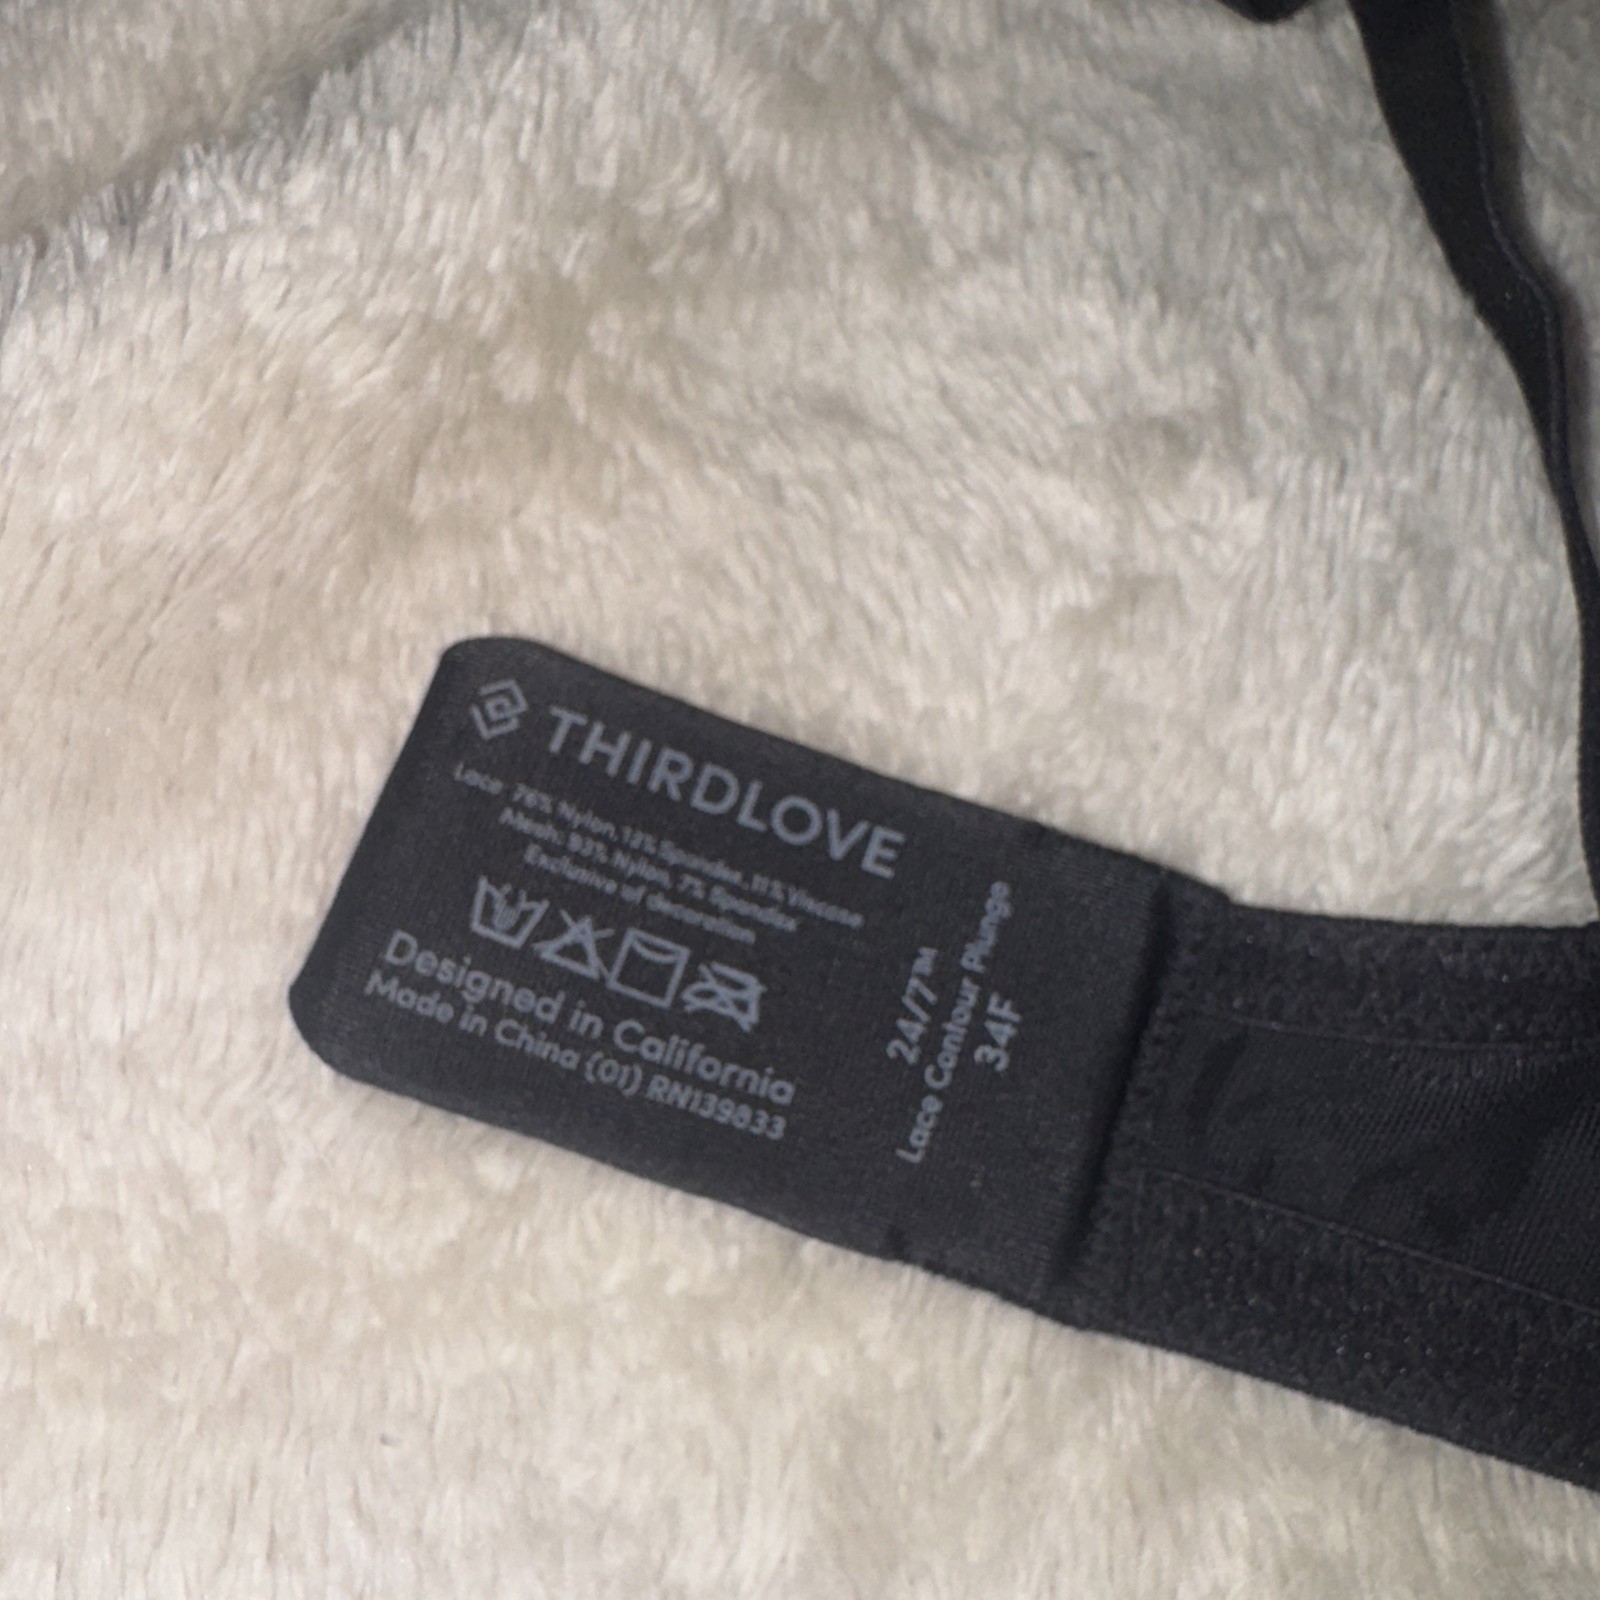 THIRDLOVE
Lace: 76% Nylon, 13% Spandex, 11% Viscose
Mesh: 93% Nylon, 7% Spandex
Exclusive of decoration
Designed in California
Made in China (01) RN139833
24/7™
Lace Contour Plunge
34F